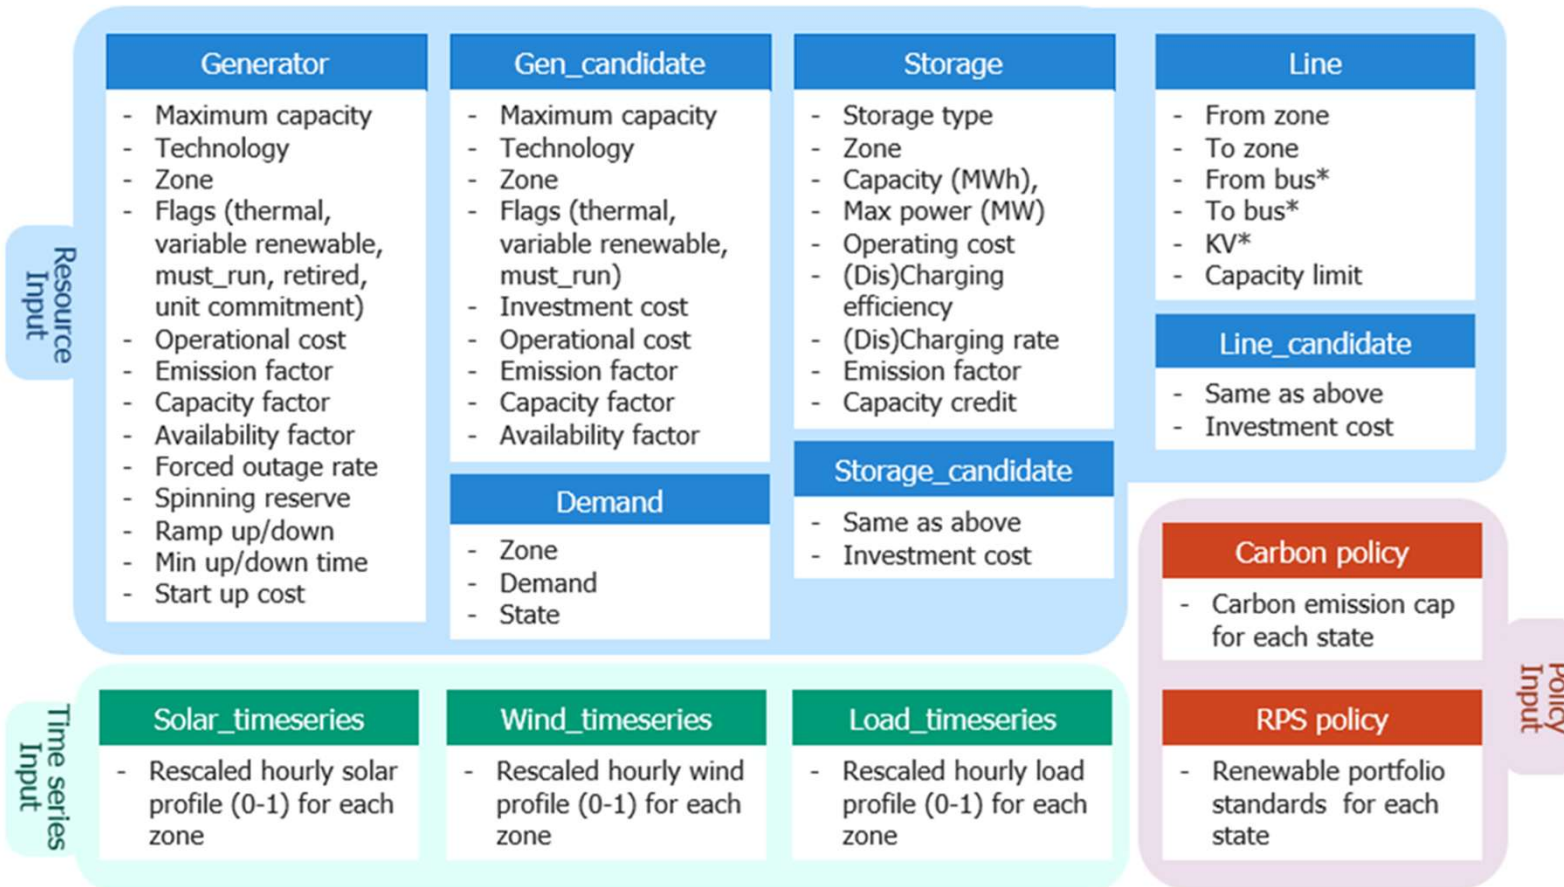 Resource
Input
Generator
- Maximum capacity
- Technology
- Zone
- Flags (thermal,
variable renewable,
must_run, retired,
unit commitment)
- Operational cost
- Emission factor
- Capacity factor
- Availability factor
- Forced outage rate
- Spinning reserve
- Ramp up/down
- Min up/down time
- Start up cost
Gen_candidate
- Maximum capacity
- Technology
- Zone
- Flags (thermal,
variable renewable,
must_run)
- Investment cost
- Operational cost
- Emission factor
- Capacity factor
- Availability factor
Demand
- Zone
- Demand
- State
Storage
- Storage type
- Zone
- Capacity (MWh),
- Max power (MW)
- Operating cost
- (Dis)Charging
efficiency
- (Dis)Charging rate
- Emission factor
- Capacity credit
Storage_candidate
- Same as above
- Investment cost
Line
- From zone
- To zone
- From bus*
- To bus*
- KV*
- Capacity limit
Line_candidate
- Same as above
- Investment cost
Time series
Input
Solar_timeseries
- Rescaled hourly solar
profile (0-1) for each
zone
Wind_timeseries
- Rescaled hourly wind
profile (0-1) for each
zone
Load_timeseries
- Rescaled hourly load
profile (0-1) for each
zone
Policy
Input
Carbon policy
- Carbon emission cap
for each state
RPS policy
- Renewable portfolio
standards for each
state